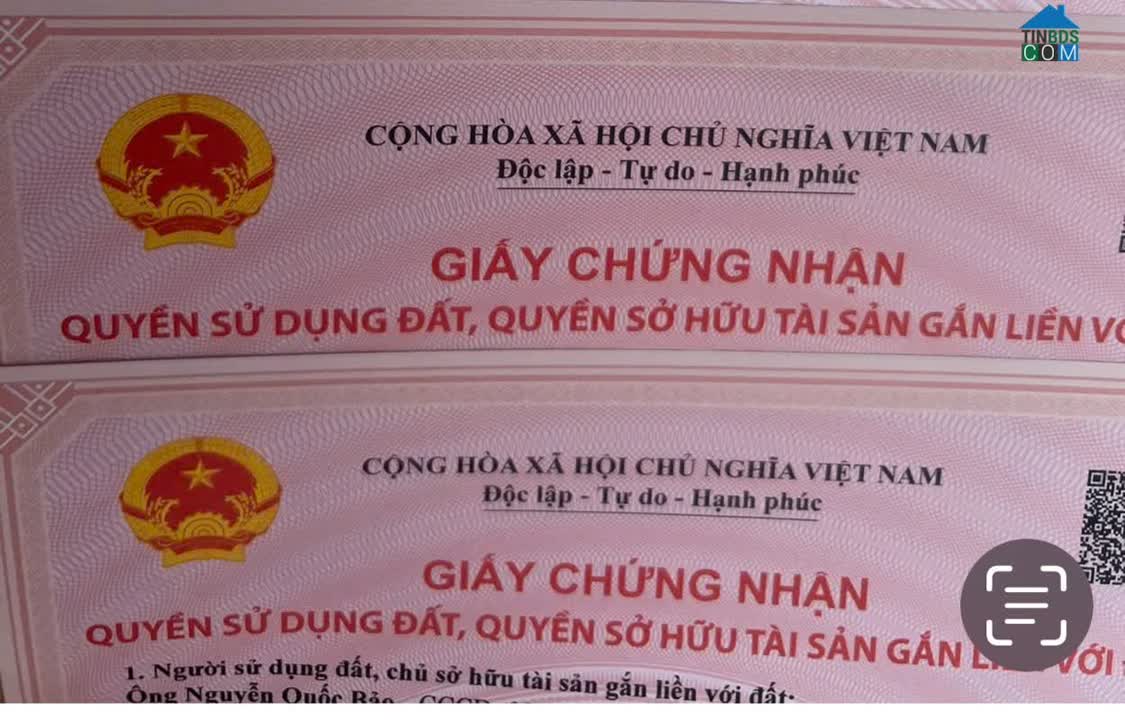 TINBDS
COM
CỘNG HÒA XÃ HỘI CHỦ NGHĨA VIỆT NAM
Độc lập - Tự do - Hạnh phúc
GIẤY CHỨNG NHẬN
QUYỀN SỬ DỤNG ĐẤT, QUYỀN SỞ HỮU TÀI SẢN GẮN LIỀN
CỘNG HÒA XÃ HỘI CHỦ NGHĨA VIỆT NAM
Độc lập - Tự do - Hạnh phúc
GIẤY CHỨNG NHẬN
QUYỀN SỬ DỤNG ĐẤT, QUYỀN SỞ HỮU TÀI SẢN GẮN VỚI
1. Người sử dụng đất, chủ sở hữu tài sản gắn liền với đất:
Ông Nguyễn Quốc Bảo